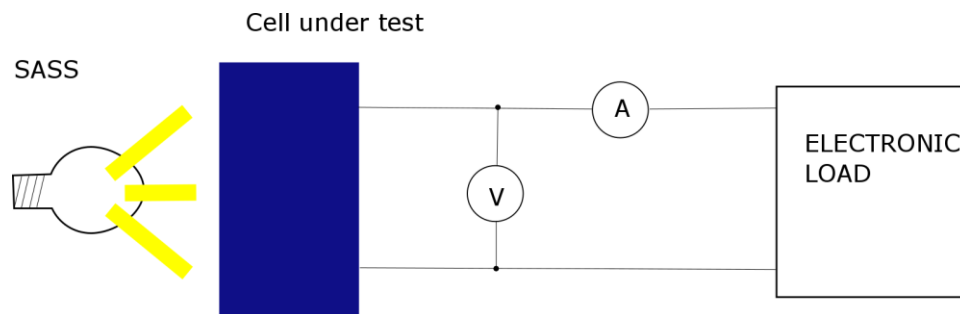 Cell under test
SASS
A
V
ELECTRONIC
LOAD